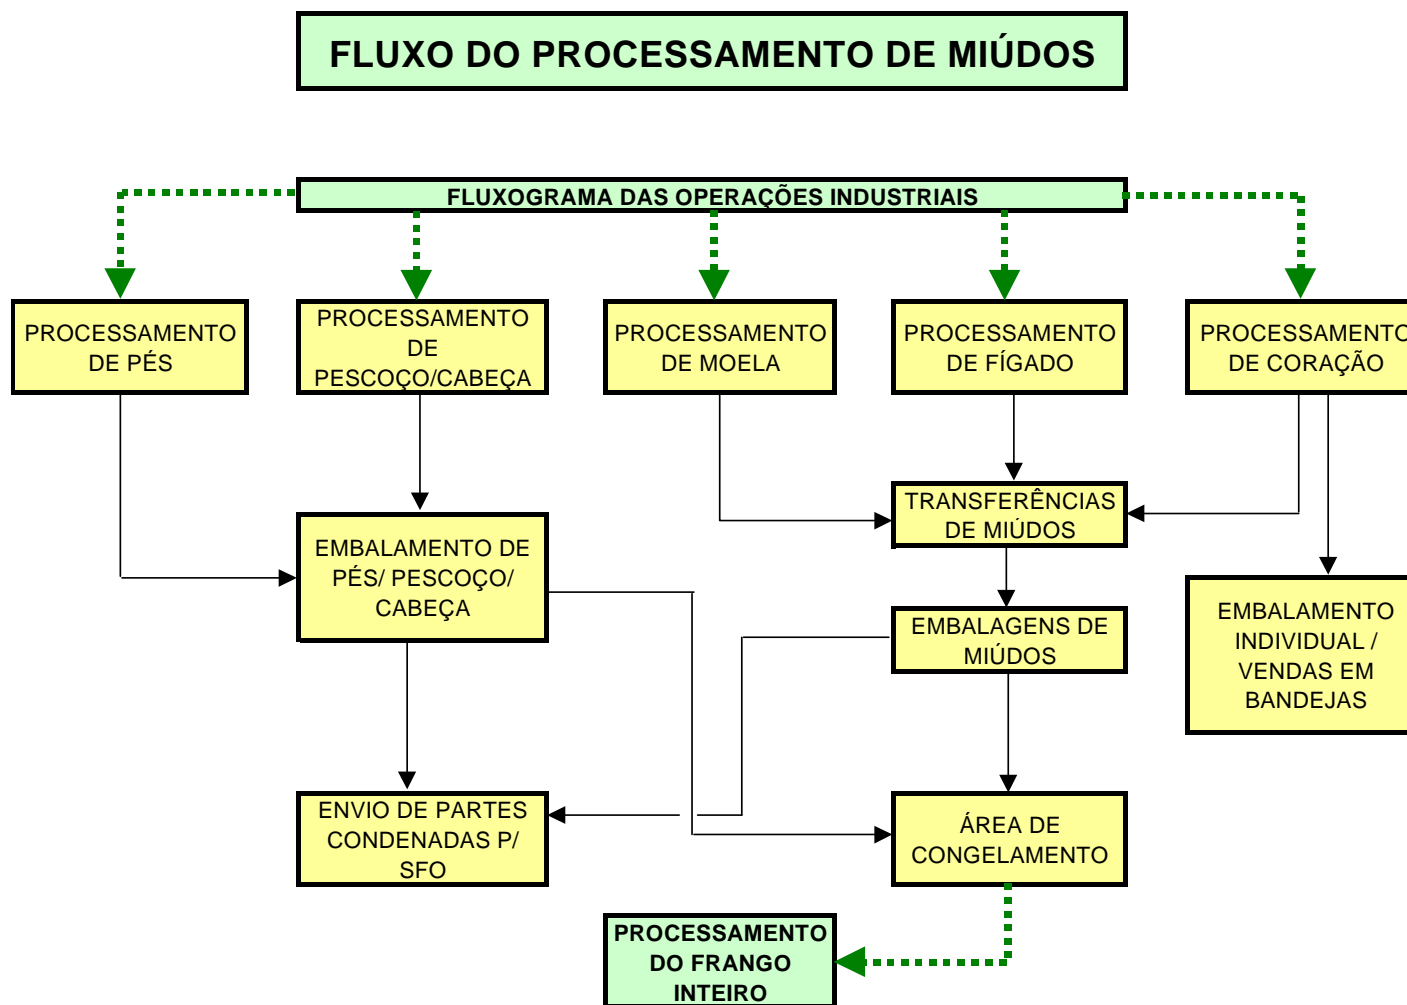 FLUXO DO PROCESSAMENTO DE MIÚDOS
FLUXOGRAMA DAS OPERAÇÕES INDUSTRIAIS
PROCESSAMENTO
DE PÉS
PROCESSAMENTO
DE
PESCOÇO/CABEÇA
PROCESSAMENTO
DE MOELA
PROCESSAMENTO
DE FÍGADO
PROCESSAMENTO
DE CORAÇÃO
TRANSFERÊNCIAS
DE MIÚDOS
EMBALAMENTO DE
PÉS/ PESCOÇO/
CABEÇA
EMBALAGENS DE
MIÚDOS
EMBALAMENTO
INDIVIDUAL /
VENDAS EM
BANDEJAS
ENVIO DE PARTES
CONDENADAS P/
SFO
ÁREA DE
CONGELAMENTO
PROCESSAMENTO
DO FRANGO
INTEIRO